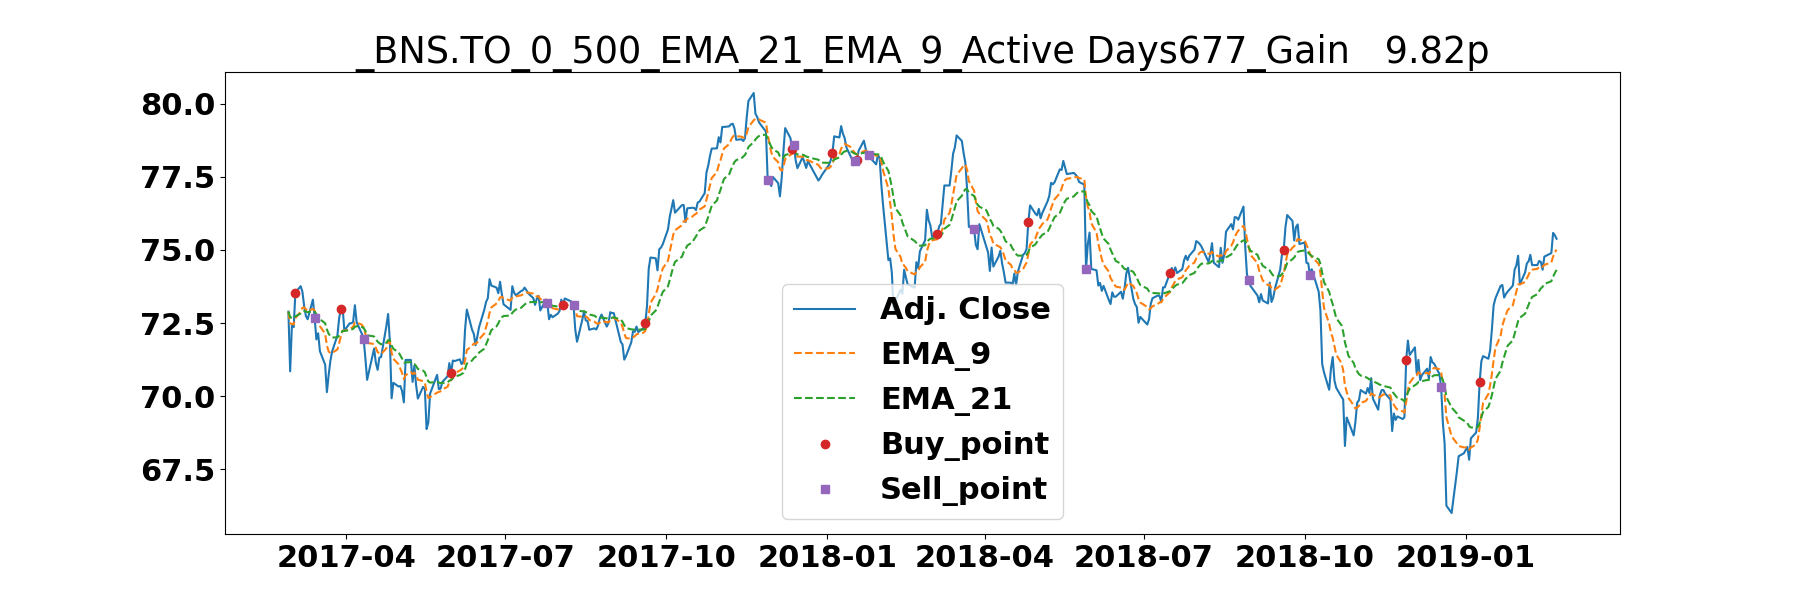 _BNS.TO_0_500_EMA_21_EMA_9_Active Days677_Gain   9.82p
80.0
77.5
75.0
72.5
70.0
67.5
Adj. Close
EMA_9
EMA_21
Buy_point
Sell_point
2017-04 2017-07 2017-10 2018-01 2018-04 2018-07 2018-10 2019-01